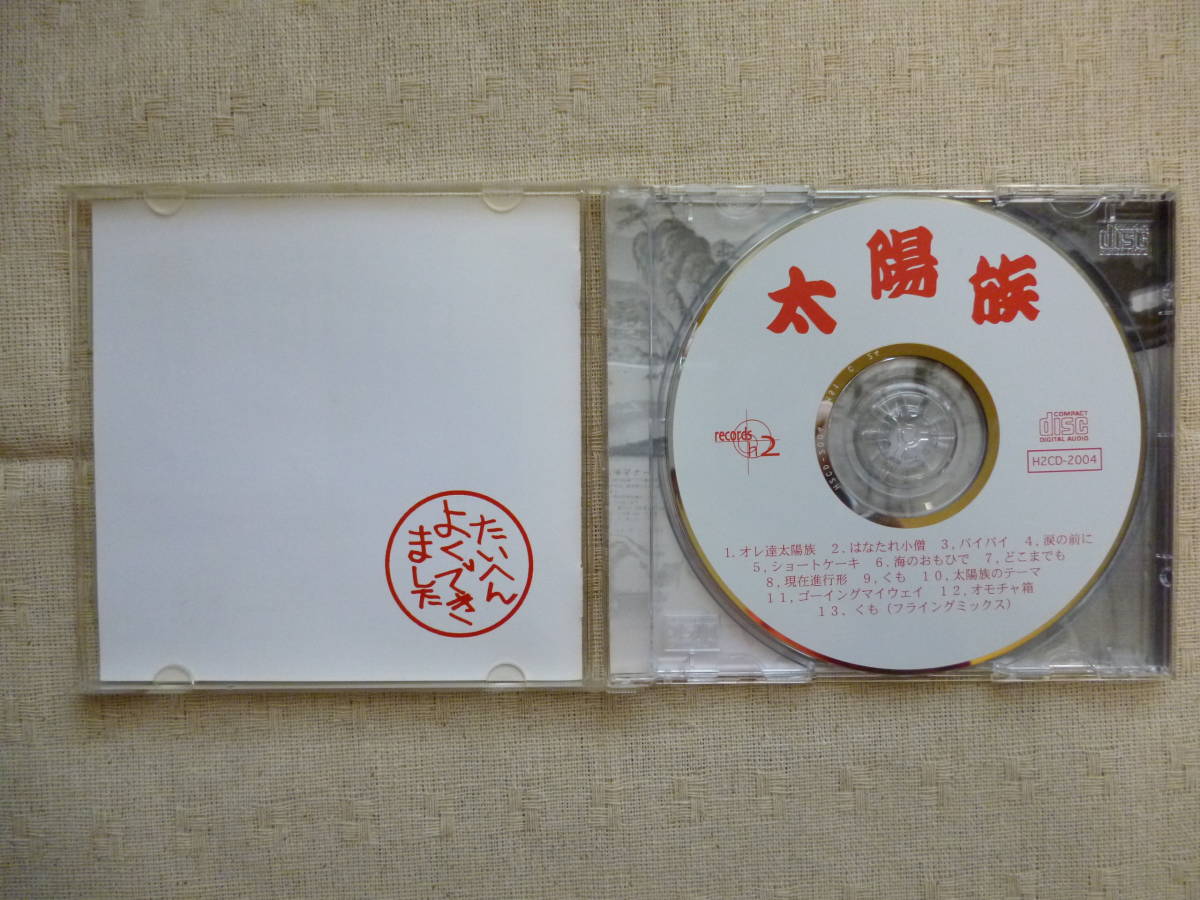 たいへん
よくでき
ました
太陽族
records
h2
COMPACT
disc
DIGITAL AUDIO
H2CD-2004
1,オレ達太陽族 2.はなたれ小僧 3,バイバイ 4,涙の前に
5,ショートケーキ 6.海のおもひで 7,どこまでも
8,現在進行形 9,くも 10,太陽族のテーマ
11,ゴーイングマイウェイ 12,オモチャ箱
13、くも（フライングミックス）
disc